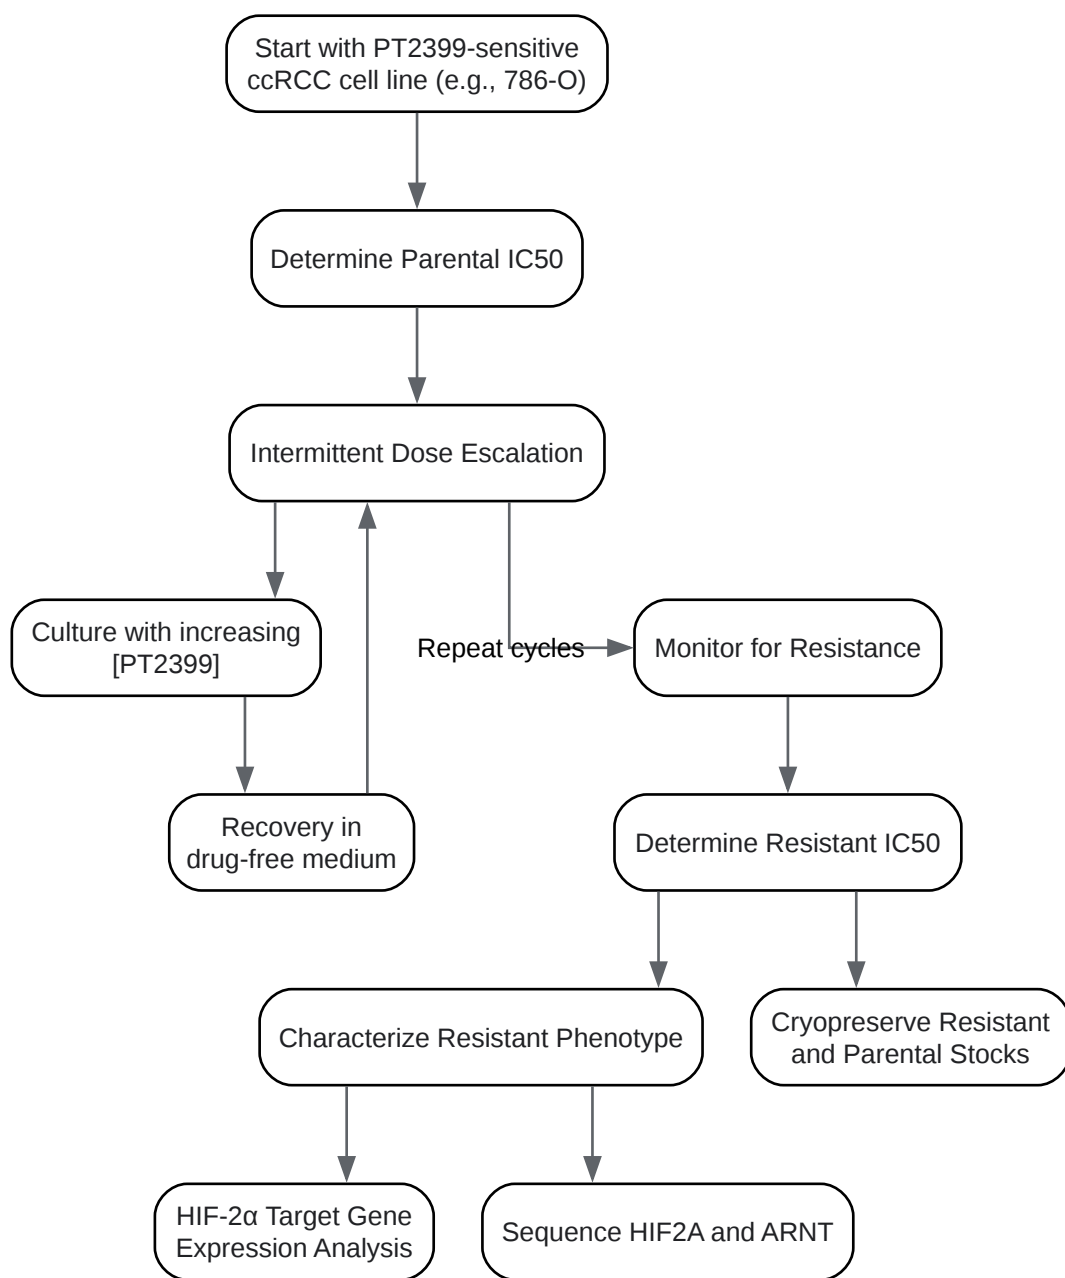 Start with PT2399-sensitive
ccRCC cell line (e.g., 786-O)
Determine Parental IC50
Intermittent Dose Escalation
Culture with increasing
[PT2399]
Repeat cycles
Monitor for Resistance
Recovery in
drug-free medium
Determine Resistant IC50
Characterize Resistant Phenotype
Cryopreserve Resistant
and Parental Stocks
HIF-2α Target Gene
Expression Analysis
Sequence HIF2A and ARNT